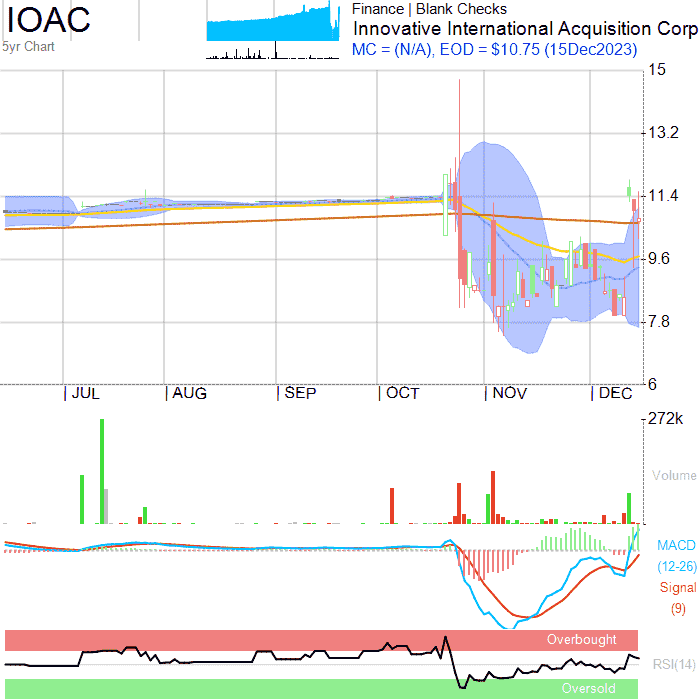 IOAC
5yr Chart
Finance | Blank Checks
Innovative International Acquisition Corp
MC = (N/A), EOD = $10.75 (15Dec2023)
15
13.2
11.4
9.6
7.8
6
JUL AUG SEP OCT NOV DEC
272k
Volume
MACD
(12-26)
Signal
(9)
Overbought
RSI(14)
Oversold